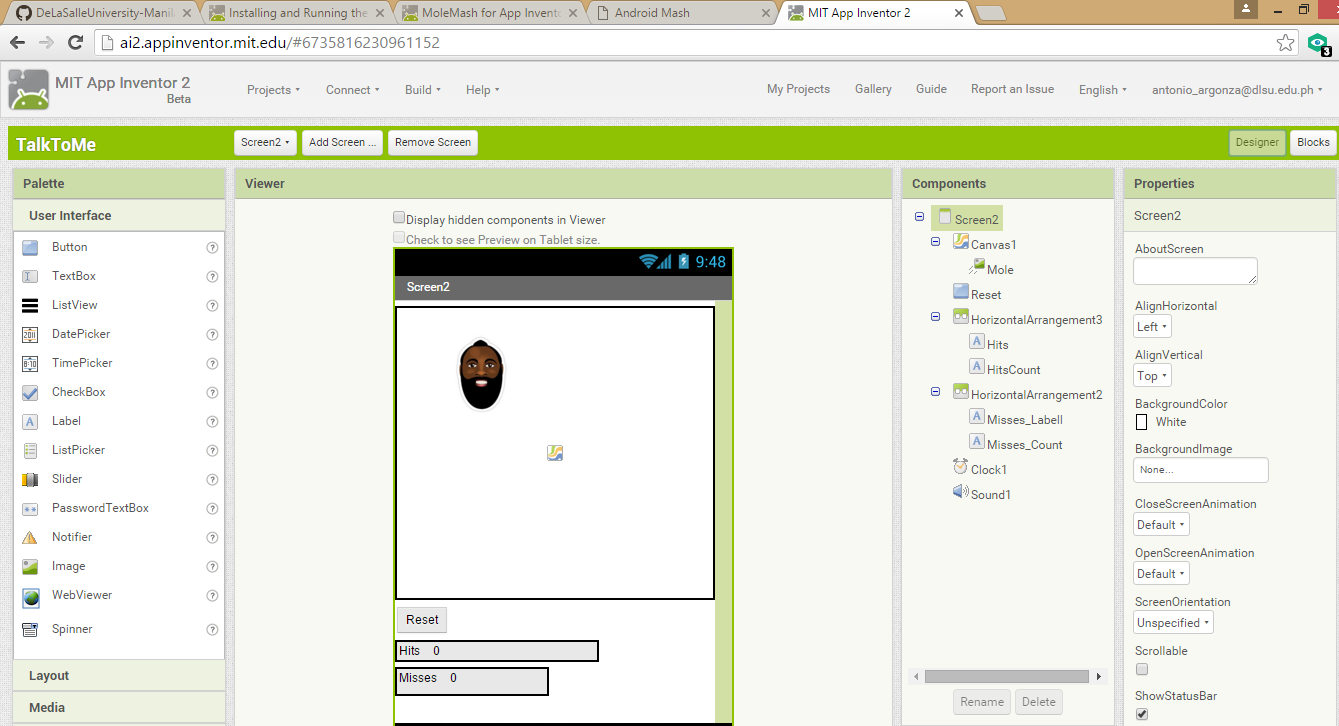 DeLaSalleUniversity-Manil
Installing and Running the
MoleMash for App Invento
Android Mash
MIT App Inventor 2
ai2.appinventor.mit.edu/#6735816230961152
3
MIT App Inventor 2
Beta
Projects
Connect
Build
Help
My Projects
Gallery
Guide
Report an Issue
English
antonio_argonza@dlsu.edu.ph
TalkToMe
Screen2
Add Screen ...
Remove Screen
Designer
Blocks
Palette
User Interface
Button
TextBox
ListView
DatePicker
TimePicker
CheckBox
Label
ListPicker
Slider
PasswordTextBox
Notifier
Image
WebViewer
Spinner
Layout
Media
Viewer
Display hidden components in Viewer
Check to see Preview on Tablet size.
9:48
Screen2
Reset
Hits 0
Misses 0
Components
Screen2
Canvas1
Mole
Reset
HorizontalArrangement3
Hits
HitsCount
HorizontalArrangement2
Misses_Labell
Misses_Count
Clock1
Sound1
Rename
Delete
Properties
Screen2
AboutScreen
AlignHorizontal
Left
AlignVertical
Top
BackgroundColor
White
BackgroundImage
None...
CloseScreenAnimation
Default
OpenScreenAnimation
Default
ScreenOrientation
Unspecified
Scrollable
ShowStatusBar